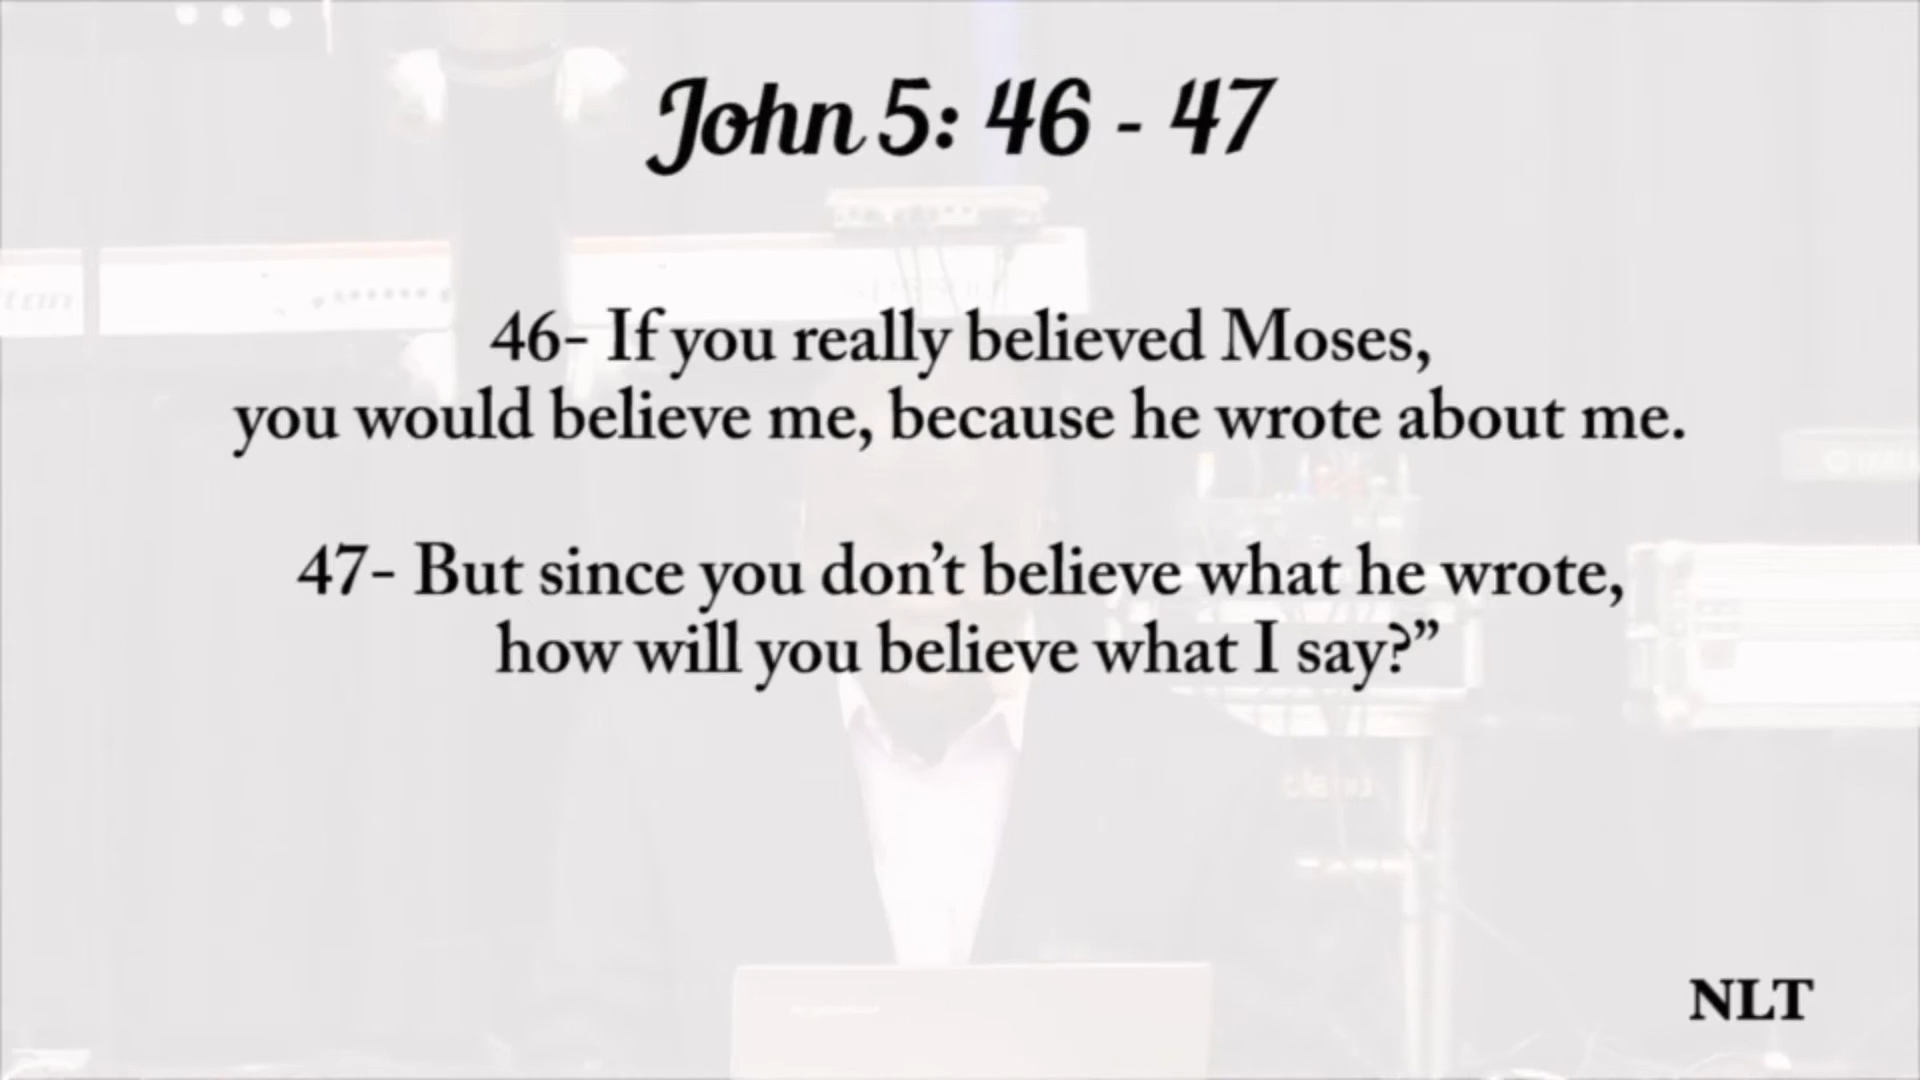 John 5: 46 - 47
46- If you really believed Moses,
you would believe me, because he wrote about me.
47- But since you don’t believe what he wrote,
how will you believe what I say?”
NLT